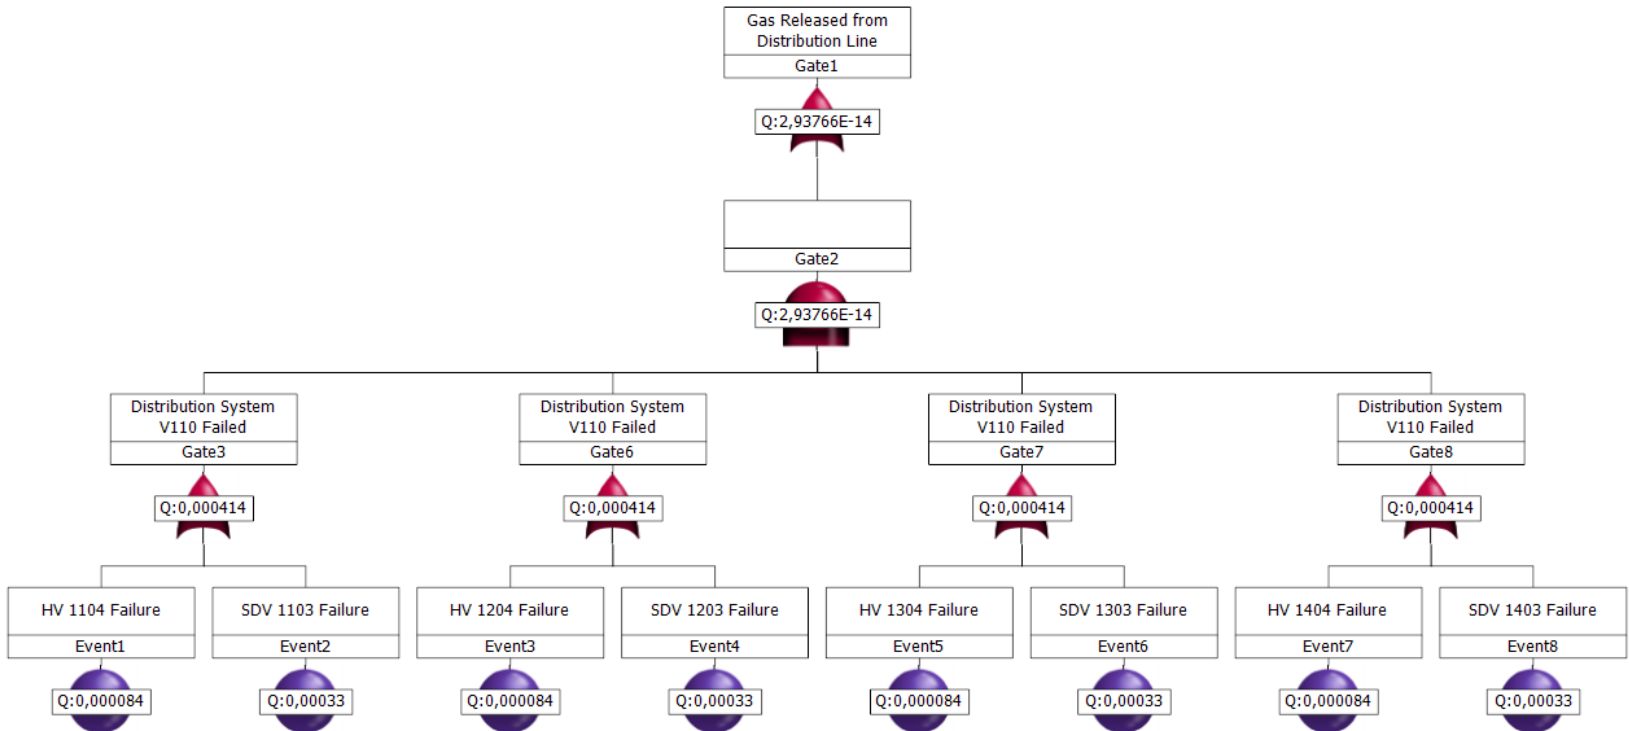 Gas Released from
Distribution Line
Gate1
Q:2,93766E-14
Gate2
Q:2,93766E-14
Distribution System
V110 Failed
Gate3
Q:0,000414
Distribution System
V110 Failed
Gate6
Q:0,000414
Distribution System
V110 Failed
Gate7
Q:0,000414
Distribution System
V110 Failed
Gate8
Q:0,000414
HV 1104 Failure
Event1
Q:0,000084
SDV 1103 Failure
Event2
Q:0,00033
HV 1204 Failure
Event3
Q:0,000084
SDV 1203 Failure
Event4
Q:0,00033
HV 1304 Failure
Event5
Q:0,000084
SDV 1303 Failure
Event6
Q:0,00033
HV 1404 Failure
Event7
Q:0,000084
SDV 1403 Failure
Event8
Q:0,00033